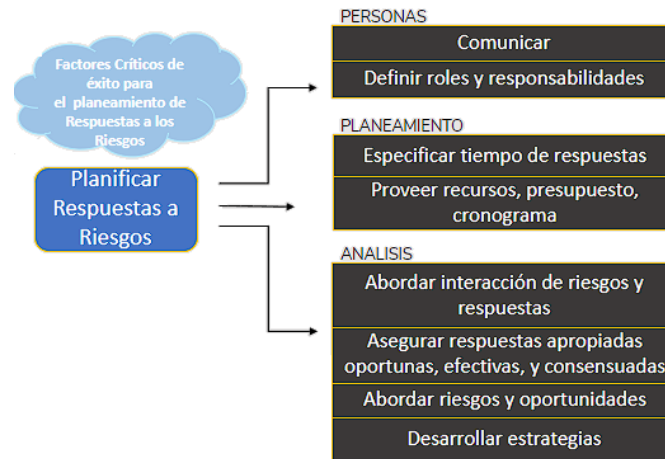 Factores Críticos de
éxito para
el planeamiento de
Respuestas a los
Riesgos
Planificar
Respuestas a
Riesgos
PERSONAS
Comunicar
Definir roles y responsabilidades
PLANEAMIENTO
Especificar tiempo de respuestas
Proveer recursos, presupuesto,
cronograma
ANALISIS
Abordar interacción de riesgos y
respuestas
Asegurar respuestas apropiadas
oportunas, efectivas, y consensuadas
Abordar riesgos y oportunidades
Desarrollar estrategias